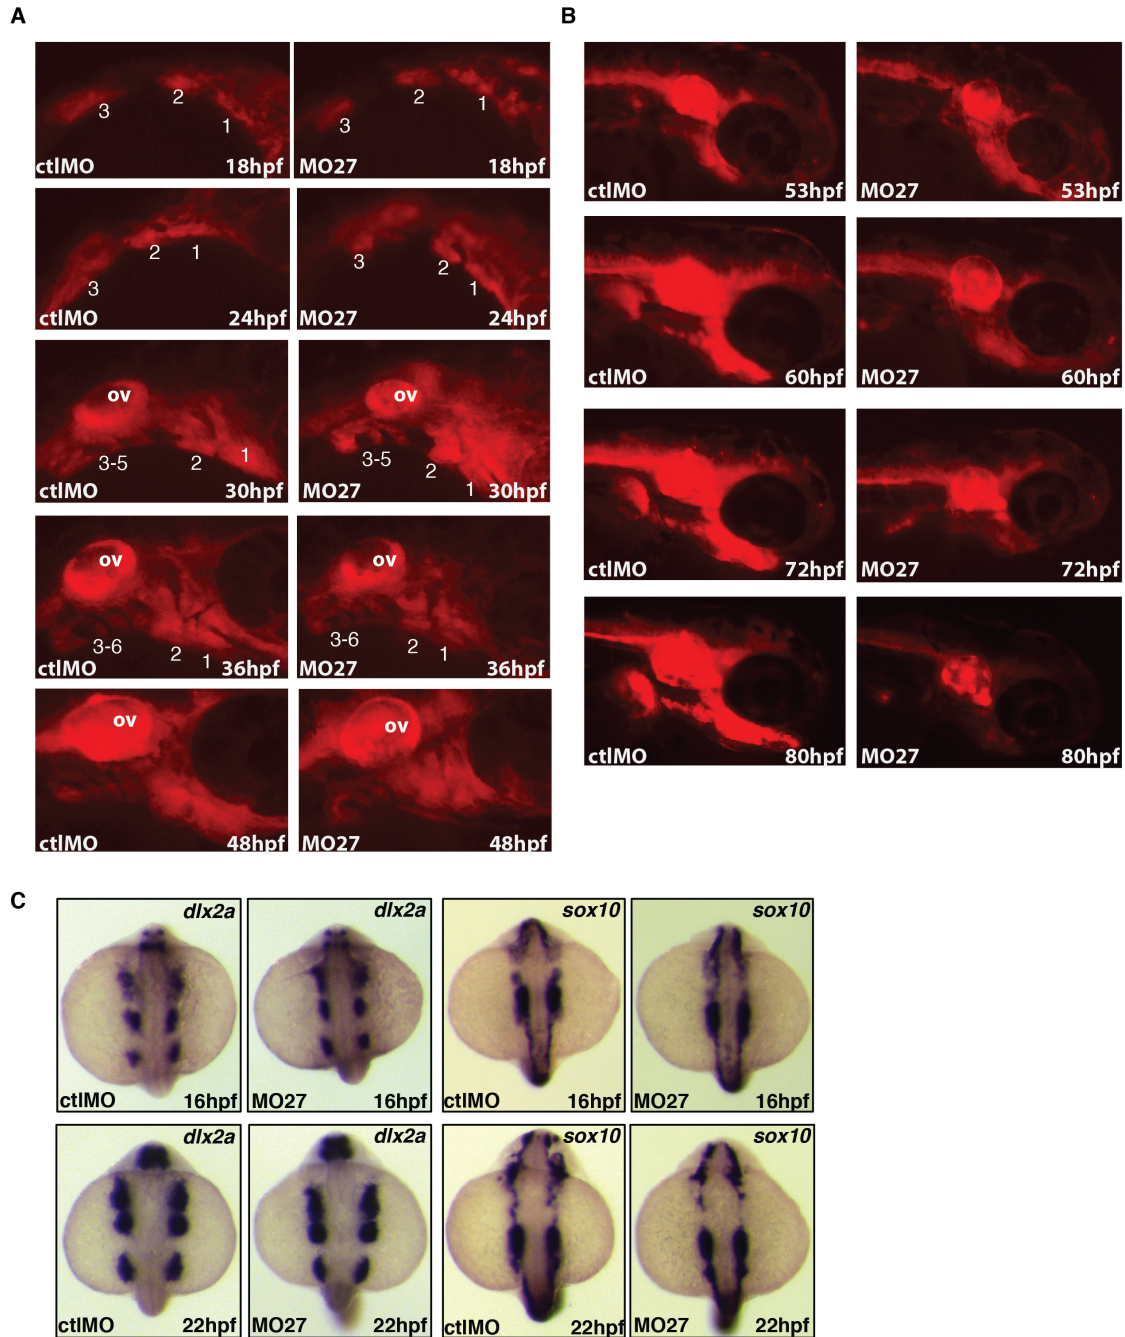 A
B
3
2
1
ctlMO 18hpf
3
2
1
MO27 18hpf
3
2
1
ctlMO 24hpf
3
2
1
MO27 24hpf
ov
3-5
2
1
ctlMO 30hpf
ov
3-5
2
1
MO27 30hpf
ov
3-6
2
1
ctlMO 36hpf
ov
3-6
2
1
MO27 36hpf
ov
ctlMO 48hpf
ov
MO27 48hpf
ctlMO 53hpf
MO27 53hpf
ctlMO 60hpf
MO27 60hpf
ctlMO 72hpf
MO27 72hpf
ctlMO 80hpf
MO27 80hpf
C
dlx2a
ctlMO 16hpf
dlx2a
MO27 16hpf
sox10
ctlMO 16hpf
sox10
MO27 16hpf
dlx2a
ctlMO 22hpf
dlx2a
MO27 22hpf
sox10
ctlMO 22hpf
sox10
MO27 22hpf